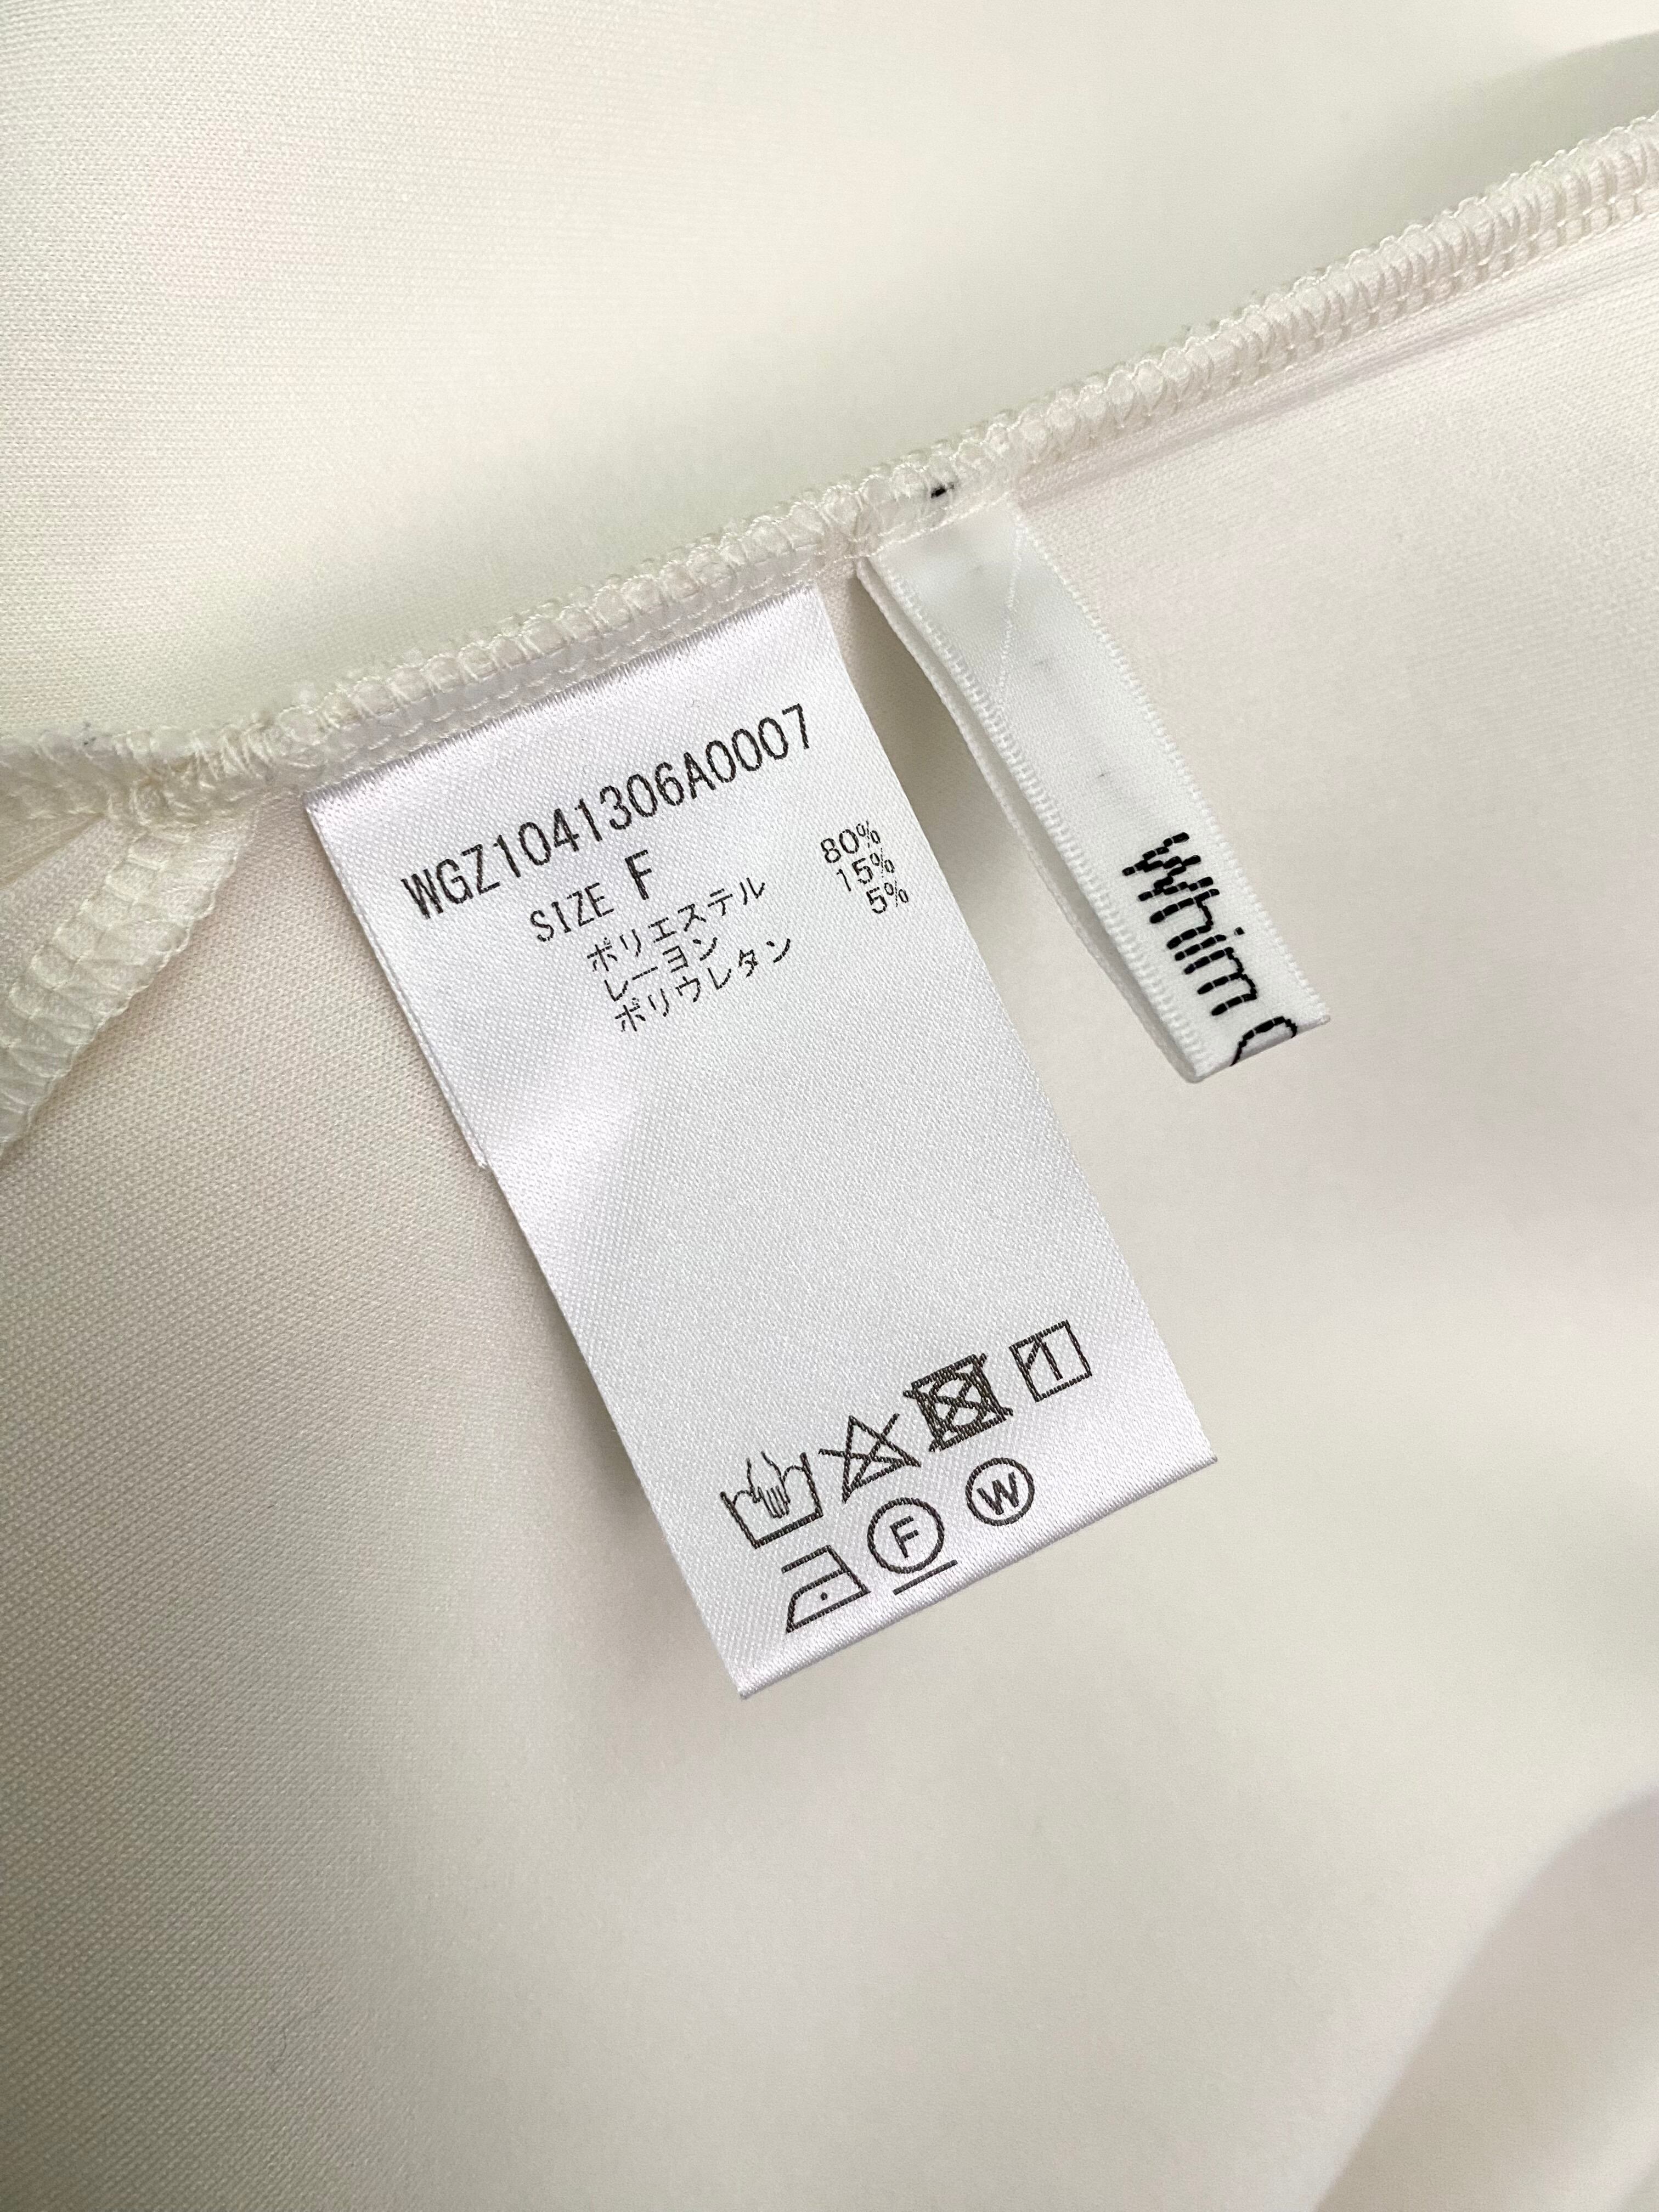 WGZ1041306A0007
SIZE F
ポリエステル 80%
レーヨン 15%
ポリウレタン 5%
F
W
Whim